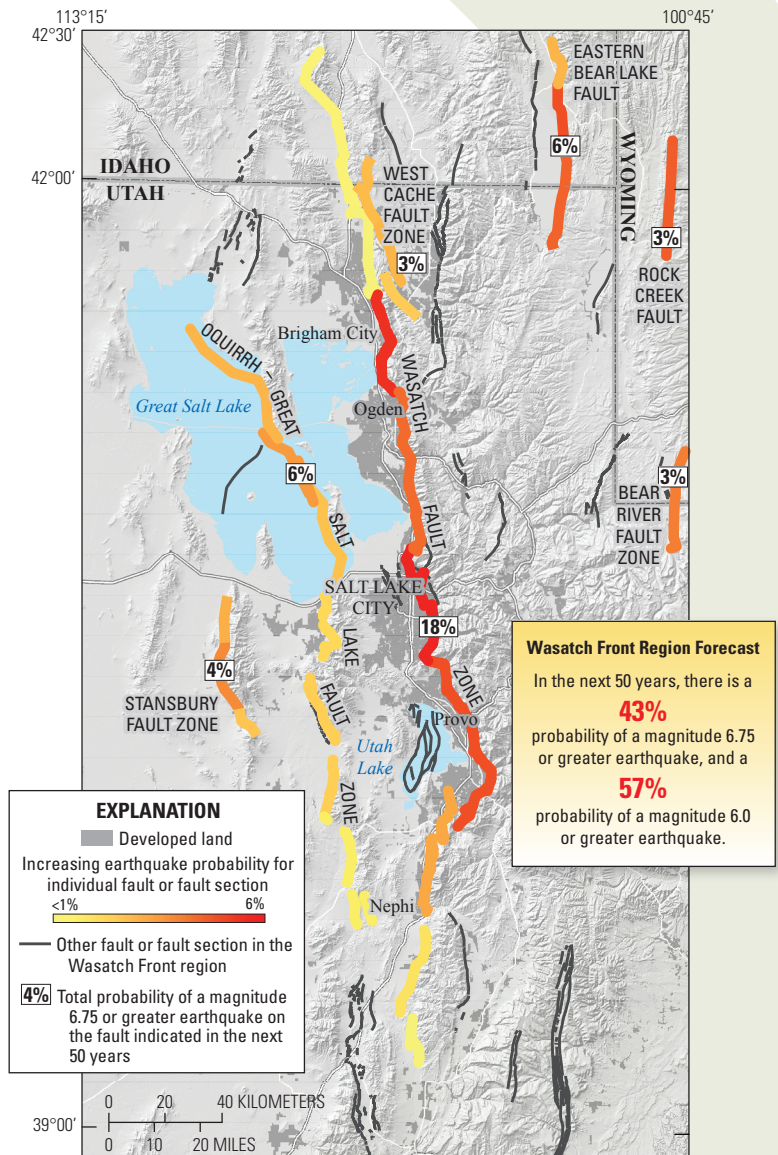 113°15'
100°45'
42°30'
EASTERN
BEAR LAKE
FAULT
6%
WYOMING
IDAHO
UTAH
42°00'
WEST
CACHE
FAULT
ZONE
3%
3%
ROCK
CREEK
FAULT
Brigham City
OQUIRRH – GREAT SALT LAKE FAULT ZONE
Great Salt Lake
WASATCH FAULT ZONE
Ogden
6%
3%
BEAR
RIVER
FAULT
ZONE
SALT LAKE
CITY
18%
4%
STANSBURY
FAULT ZONE
Provo
Utah
Lake
Nephi
Wasatch Front Region Forecast
In the next 50 years, there is a
43%
probability of a magnitude 6.75
or greater earthquake, and a
57%
probability of a magnitude 6.0
or greater earthquake.
EXPLANATION
Developed land
Increasing earthquake probability for
individual fault or fault section
<1% 6%
Other fault or fault section in the
Wasatch Front region
4% Total probability of a magnitude
6.75 or greater earthquake on
the fault indicated in the next
50 years
0 20 40 KILOMETERS
0 10 20 MILES
39°00'